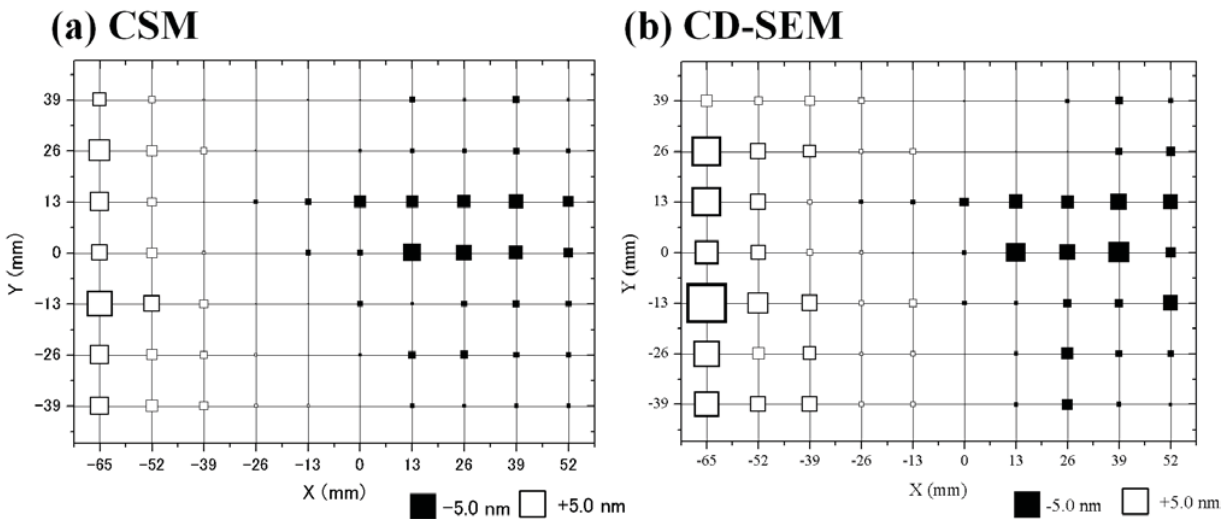 (a) CSM
39
26
13
0
−13
−26
−39
Y (mm)
−65 −52 −39 −26 −13 0 13 26 39 52
X (mm)
−5.0 nm +5.0 nm
(b) CD-SEM
39
26
13
0
-13
-26
-39
Y (mm)
-65 -52 -39 -26 -13 0 13 26 39 52
X (mm)
-5.0 nm +5.0 nm